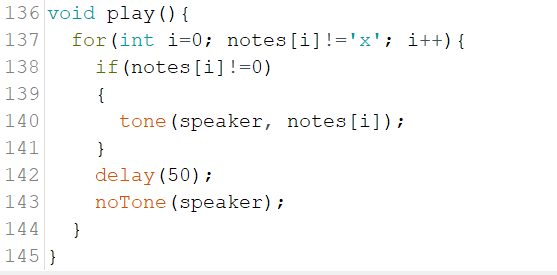 136 void play(){
137   for(int i=0; notes[i]!='x'; i++){
138     if(notes[i]!=0)
139     {
140       tone(speaker, notes[i]);
141     }
142     delay(50);
143     noTone(speaker);
144   }
145 }